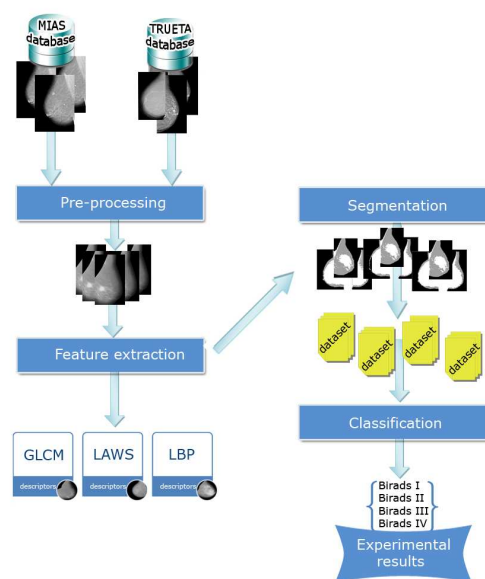 MIAS
database
TRUETA
database
Pre-processing
Feature extraction
GLCM
descriptors
LAWS
descriptors
LBP
descriptors
Segmentation
dataset
dataset
dataset
dataset
Classification
Birads I
Birads II
Birads III
Birads IV
Experimental
results